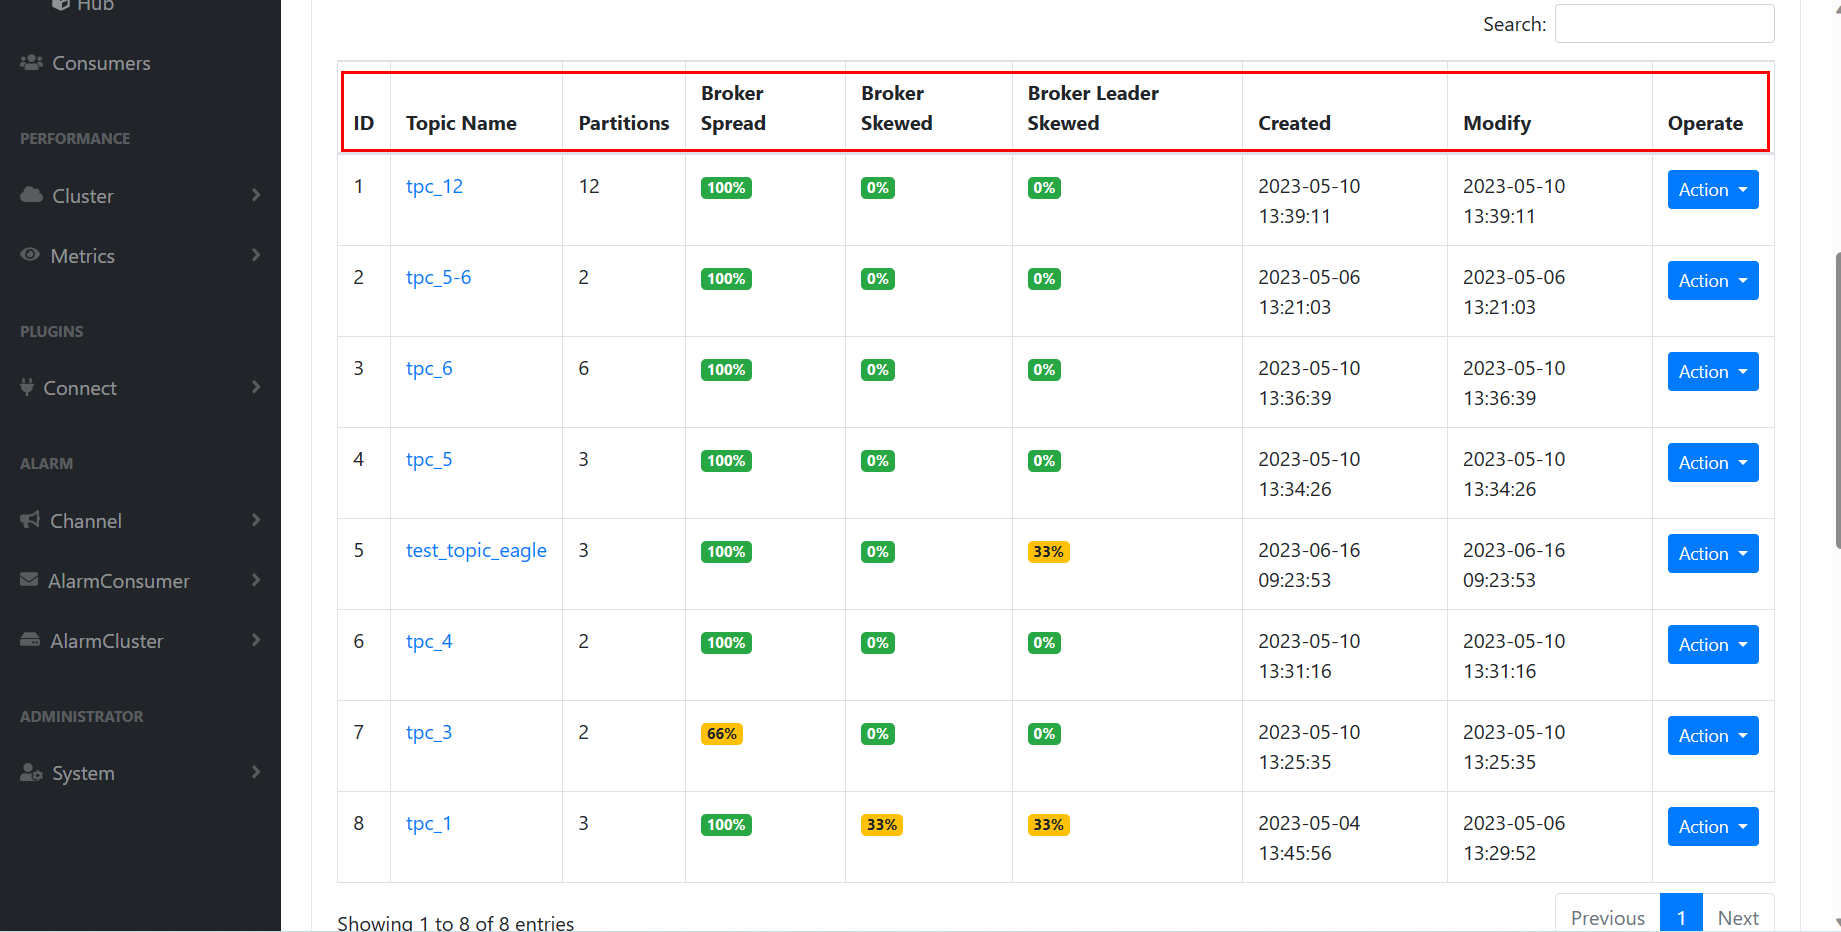 Hub
Consumers
PERFORMANCE
Cluster
Metrics
PLUGINS
Connect
ALARM
Channel
AlarmConsumer
AlarmCluster
ADMINISTRATOR
System
Search:
ID Topic Name Partitions Broker Spread Broker Skewed Broker Leader Skewed Created Modify Operate
1 tpc_12 12 100% 0% 0% 2023-05-10 13:39:11 2023-05-10 13:39:11 Action
2 tpc_5-6 2 100% 0% 0% 2023-05-06 13:21:03 2023-05-06 13:21:03 Action
3 tpc_6 6 100% 0% 0% 2023-05-10 13:36:39 2023-05-10 13:36:39 Action
4 tpc_5 3 100% 0% 0% 2023-05-10 13:34:26 2023-05-10 13:34:26 Action
5 test_topic_eagle 3 100% 0% 33% 2023-06-16 09:23:53 2023-06-16 09:23:53 Action
6 tpc_4 2 100% 0% 0% 2023-05-10 13:31:16 2023-05-10 13:31:16 Action
7 tpc_3 2 66% 0% 0% 2023-05-10 13:25:35 2023-05-10 13:25:35 Action
8 tpc_1 3 100% 33% 33% 2023-05-04 13:45:56 2023-05-06 13:29:52 Action
Showing 1 to 8 of 8 entries
Previous 1 Next